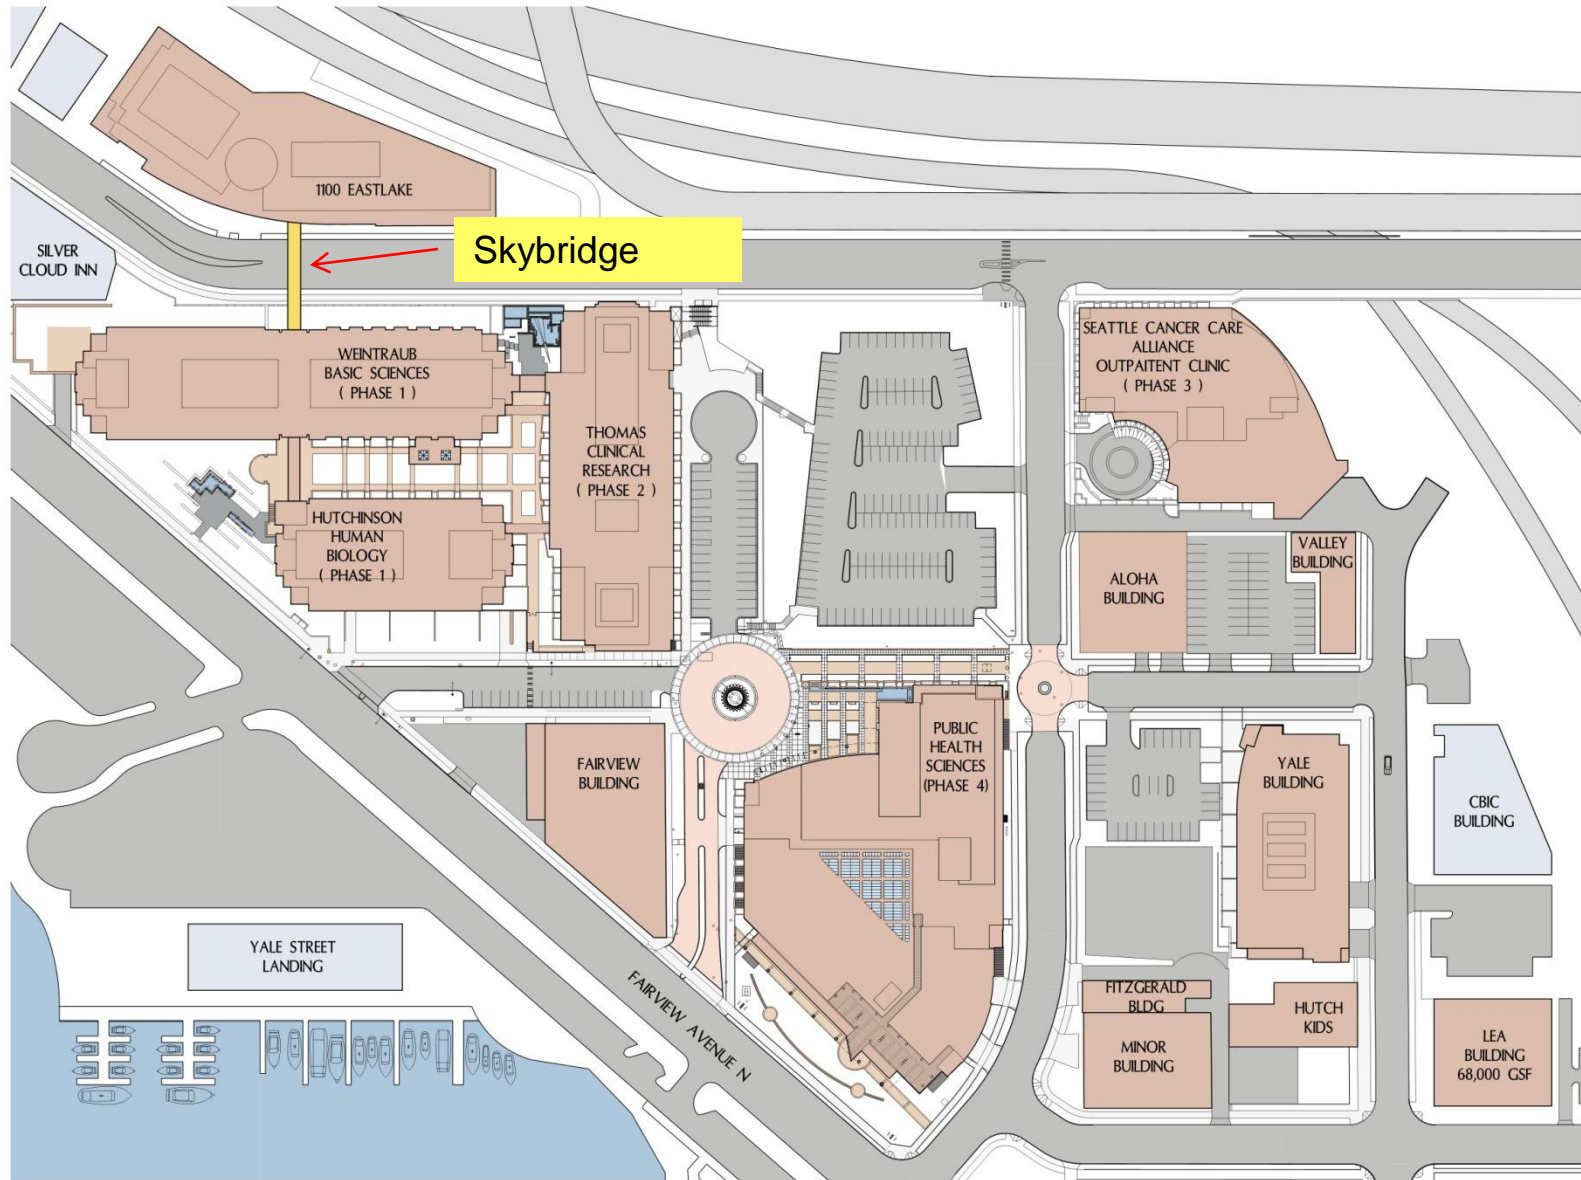 1100 EASTLAKE
Skybridge
SILVER
CLOUD INN
WEINTRAUB
BASIC SCIENCES
( PHASE 1 )
THOMAS
CLINICAL
RESEARCH
( PHASE 2 )
SEATTLE CANCER CARE
ALLIANCE
OUTPAITENT CLINIC
( PHASE 3 )
HUTCHINSON
HUMAN
BIOLOGY
( PHASE 1 )
ALOHA
BUILDING
VALLEY
BUILDING
FAIRVIEW
BUILDING
PUBLIC
HEALTH
SCIENCES
(PHASE 4)
YALE
BUILDING
CBIC
BUILDING
YALE STREET
LANDING
FAIRVIEW AVENUE N
FITZGERALD
BLDG
MINOR
BUILDING
HUTCH
KIDS
LEA
BUILDING
68,000 GSF